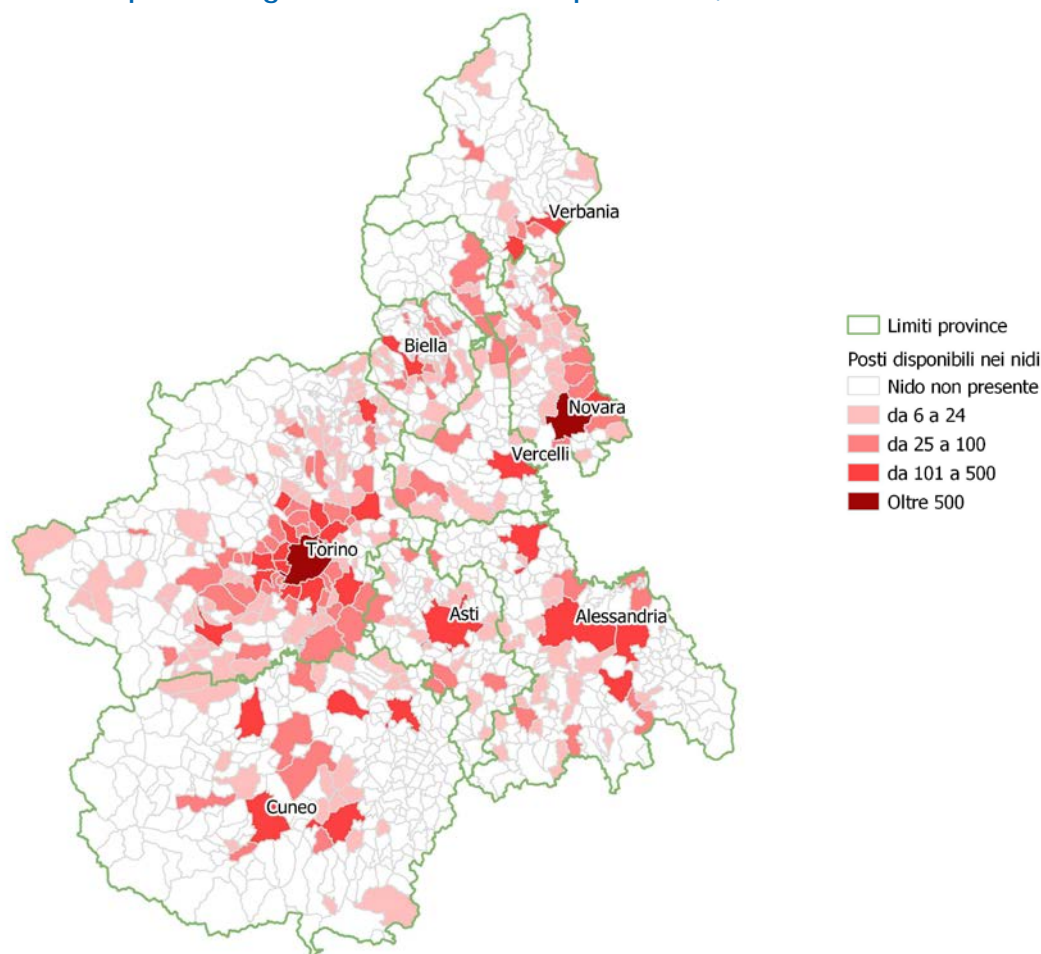 Verbania
Biella
Novara
Vercelli
Torino
Asti
Alessandria
Cuneo
Limiti province
Posti disponibili nei nidi
Nido non presente
da 6 a 24
da 25 a 100
da 101 a 500
Oltre 500